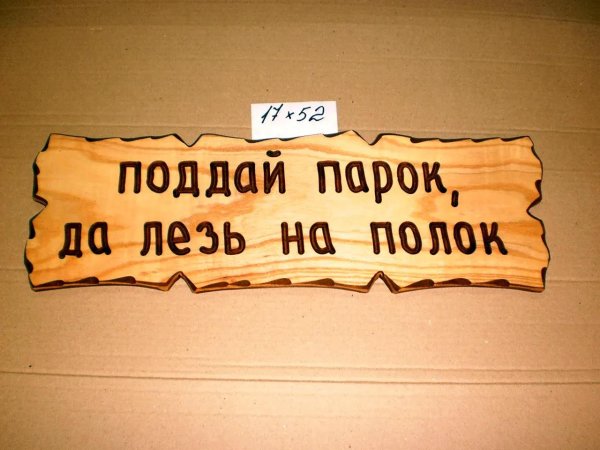 17×52
поддай парок,
да лезь на полок